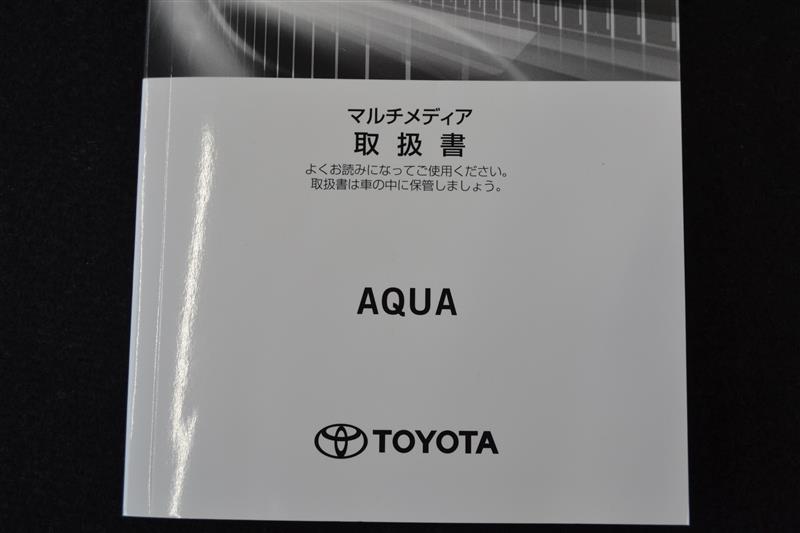 マルチメディア
取扱書
よくお読みになってご使用ください。
取扱書は車の中に保管しましょう。
AQUA
TOYOTA